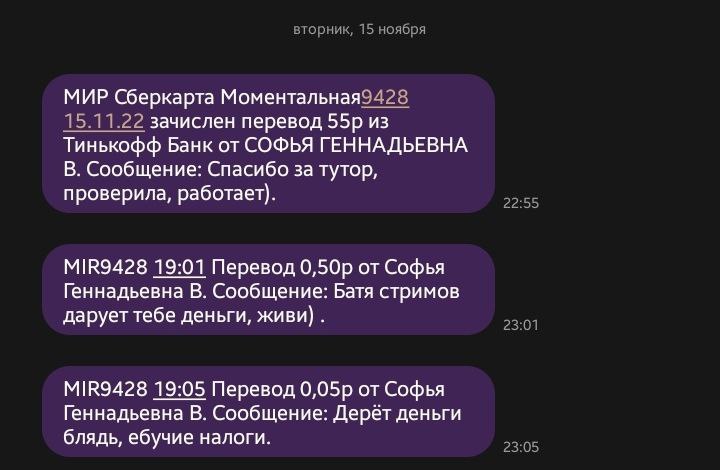 вторник, 15 ноября
МИР Сберкарта Моментальная9428
15.11.22 зачислен перевод 55р из
Тинькофф Банк от СОФЬЯ ГЕННАДЬЕВНА
В. Сообщение: Спасибо за тутор,
проверила, работает).
22:55
MIR9428 19:01 Перевод 0,50р от Софья
Геннадьевна В. Сообщение: Батя стримов
дарует тебе деньги, живи) .
23:01
MIR9428 19:05 Перевод 0,05р от Софья
Геннадьевна В. Сообщение: Дерёт деньги
блядь, ебучие налоги.
23:05